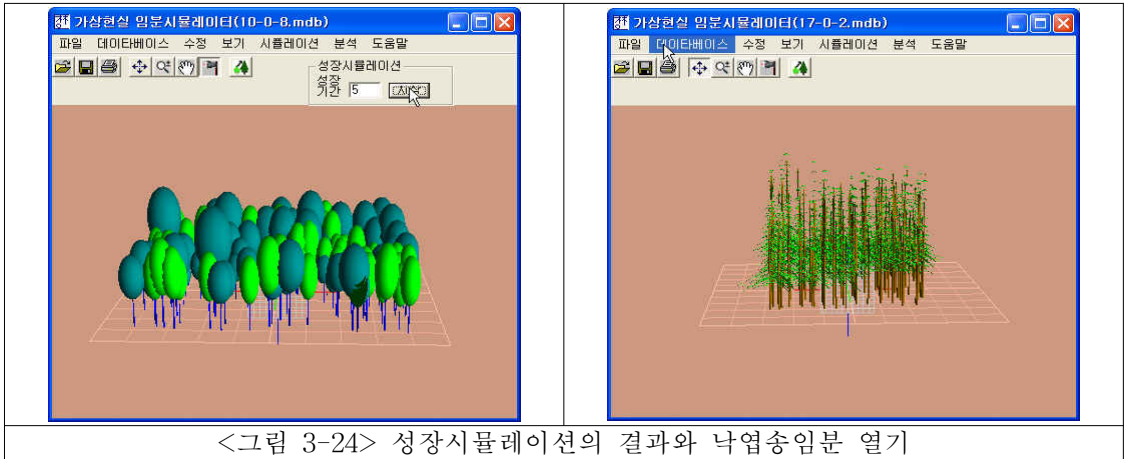 가상현실 임분시뮬레이터(10-0-8.mdb)
파일 데이타베이스 수정 보기 시뮬레이션 분석 도움말
성장시뮬레이션
성장
기간 5
가상현실 임분시뮬레이터(17-0-2.mdb)
파일 데이타베이스 수정 보기 시뮬레이션 분석 도움말
<그림 3-24> 성장시뮬레이션의 결과와 낙엽송임분 열기